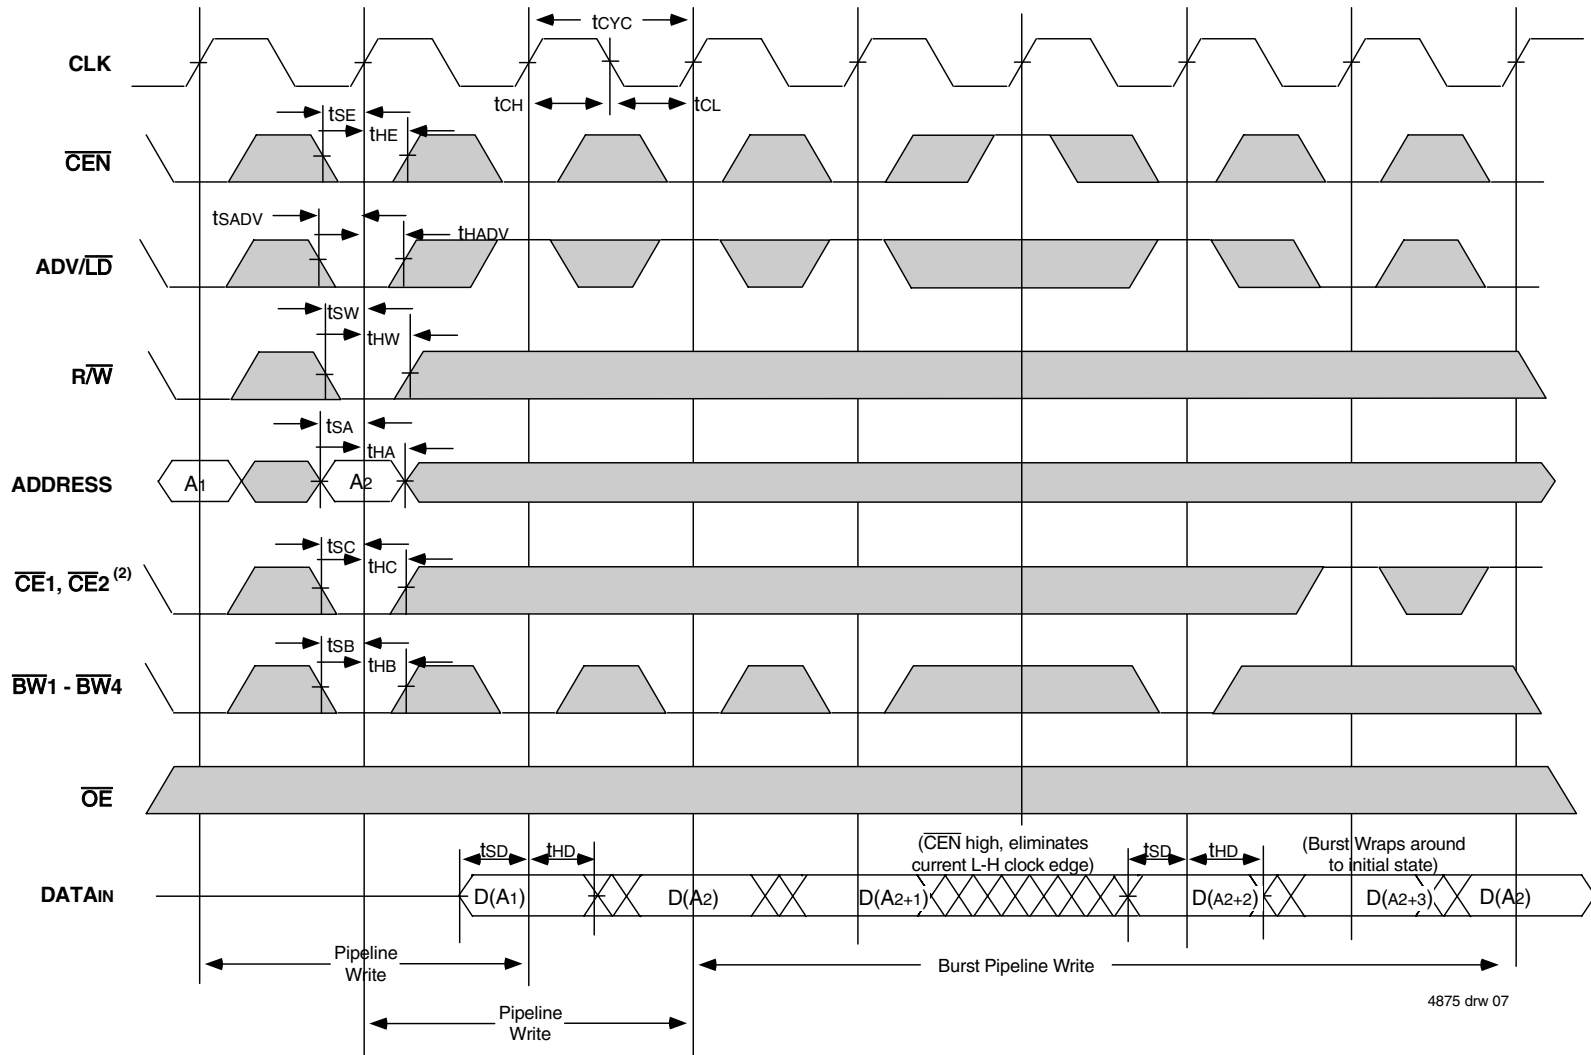 tCYC
CLK
tCH
tCL
tSE
tHE
CEN
tSADV
tHADV
ADV/LD
tSW
tHW
R/W
tSA
tHA
ADDRESS
A1
A2
tSC
tHC
CE1, CE2 (2)
tSB
tHB
BW1 - BW4
OE
tSD
tHD
(CEN high, eliminates
current L-H clock edge)
tSD
tHD
(Burst Wraps around
to initial state)
DATAIN
D(A1)
D(A2)
D(A2+1)
D(A2+2)
D(A2+3)
D(A2)
Pipeline
Write
Burst Pipeline Write
4875 drw 07
Pipeline
Write